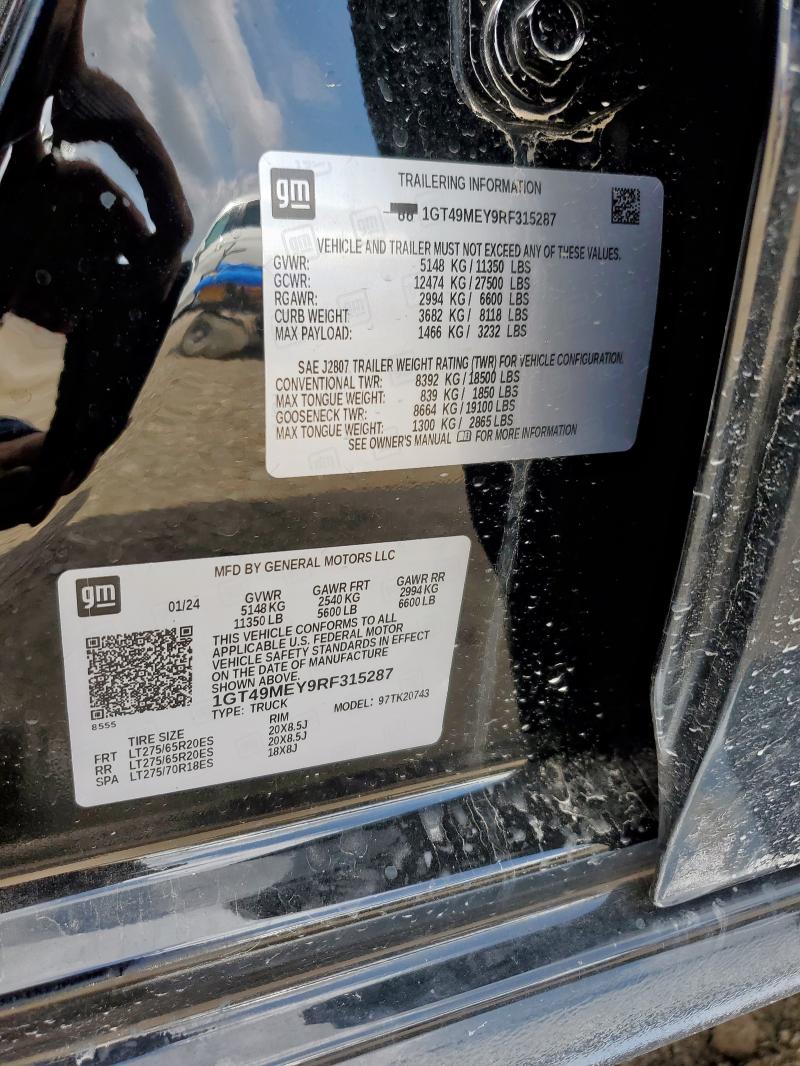 gm
TRAILERING INFORMATION
1GT49MEY9RF315287
VEHICLE AND TRAILER MUST NOT EXCEED ANY OF THESE VALUES.
GVWR: 5148 KG / 11350 LBS
GCWR: 12474 KG / 27500 LBS
RGAWR: 2994 KG / 6600 LBS
CURB WEIGHT 3682 KG / 8118 LBS
MAX PAYLOAD: 1466 KG / 3232 LBS
SAE J2807 TRAILER WEIGHT RATING (TWR) FOR VEHICLE CONFIGURATION.
CONVENTIONAL TWR: 8392 KG / 18500 LBS
MAX TONGUE WEIGHT: 839 KG / 1850 LBS
GOOSENECK TWR: 8664 KG / 19100 LBS
MAX TONGUE WEIGHT: 1300 KG / 2865 LBS
SEE OWNER'S MANUAL FOR MORE INFORMATION
gm
MFD BY GENERAL MOTORS LLC
01/24 GVWR GAWR FRT GAWR RR
5148 KG 2540 KG 2994 KG
11350 LB 5600 LB 6600 LB
THIS VEHICLE CONFORMS TO ALL
APPLICABLE U.S. FEDERAL MOTOR
VEHICLE SAFETY STANDARDS IN EFFECT
ON THE DATE OF MANUFACTURE
SHOWN ABOVE.
1GT49MEY9RF315287
8555
TYPE: TRUCK MODEL: 97TK20743
TIRE SIZE RIM
FRT LT275/65R20ES 20X8.5J
RR LT275/65R20ES 20X8.5J
SPA LT275/70R18ES 18X8J